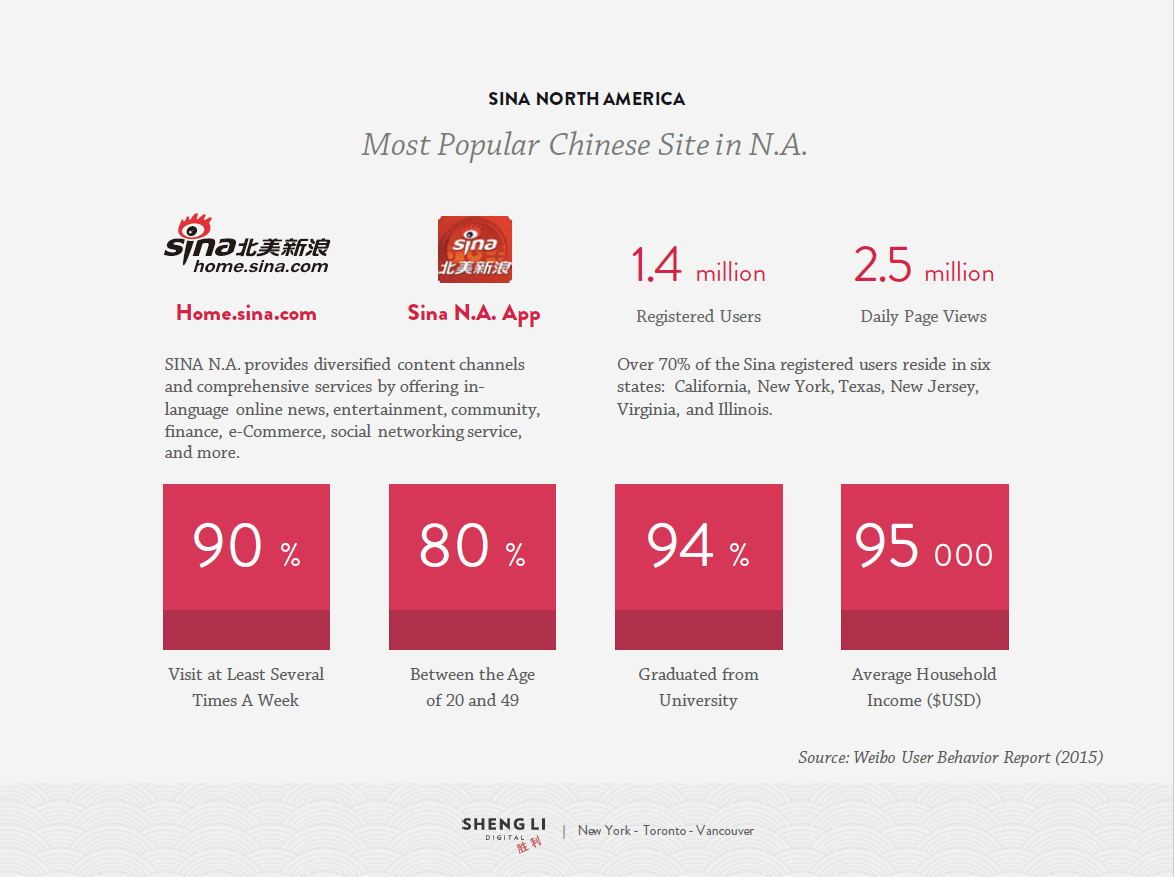 SINA NORTH AMERICA
Most Popular Chinese Site in N.A.
sina北美新浪
home.sina.com
sina
北美新浪
1.4 million
2.5 million
Home.sina.com
Sina N.A. App
Registered Users
Daily Page Views
SINA N.A. provides diversified content channels
and comprehensive services by offering in-
language online news, entertainment, community,
finance, e-Commerce, social networking service,
and more.
Over 70% of the Sina registered users reside in six
states: California, New York, Texas, New Jersey,
Virginia, and Illinois.
90 %
80 %
94 %
95 000
Visit at Least Several
Times A Week
Between the Age
of 20 and 49
Graduated from
University
Average Household
Income ($USD)
Source: Weibo User Behavior Report (2015)
SHENG LI
DIGITAL
胜利
| New York - Toronto - Vancouver